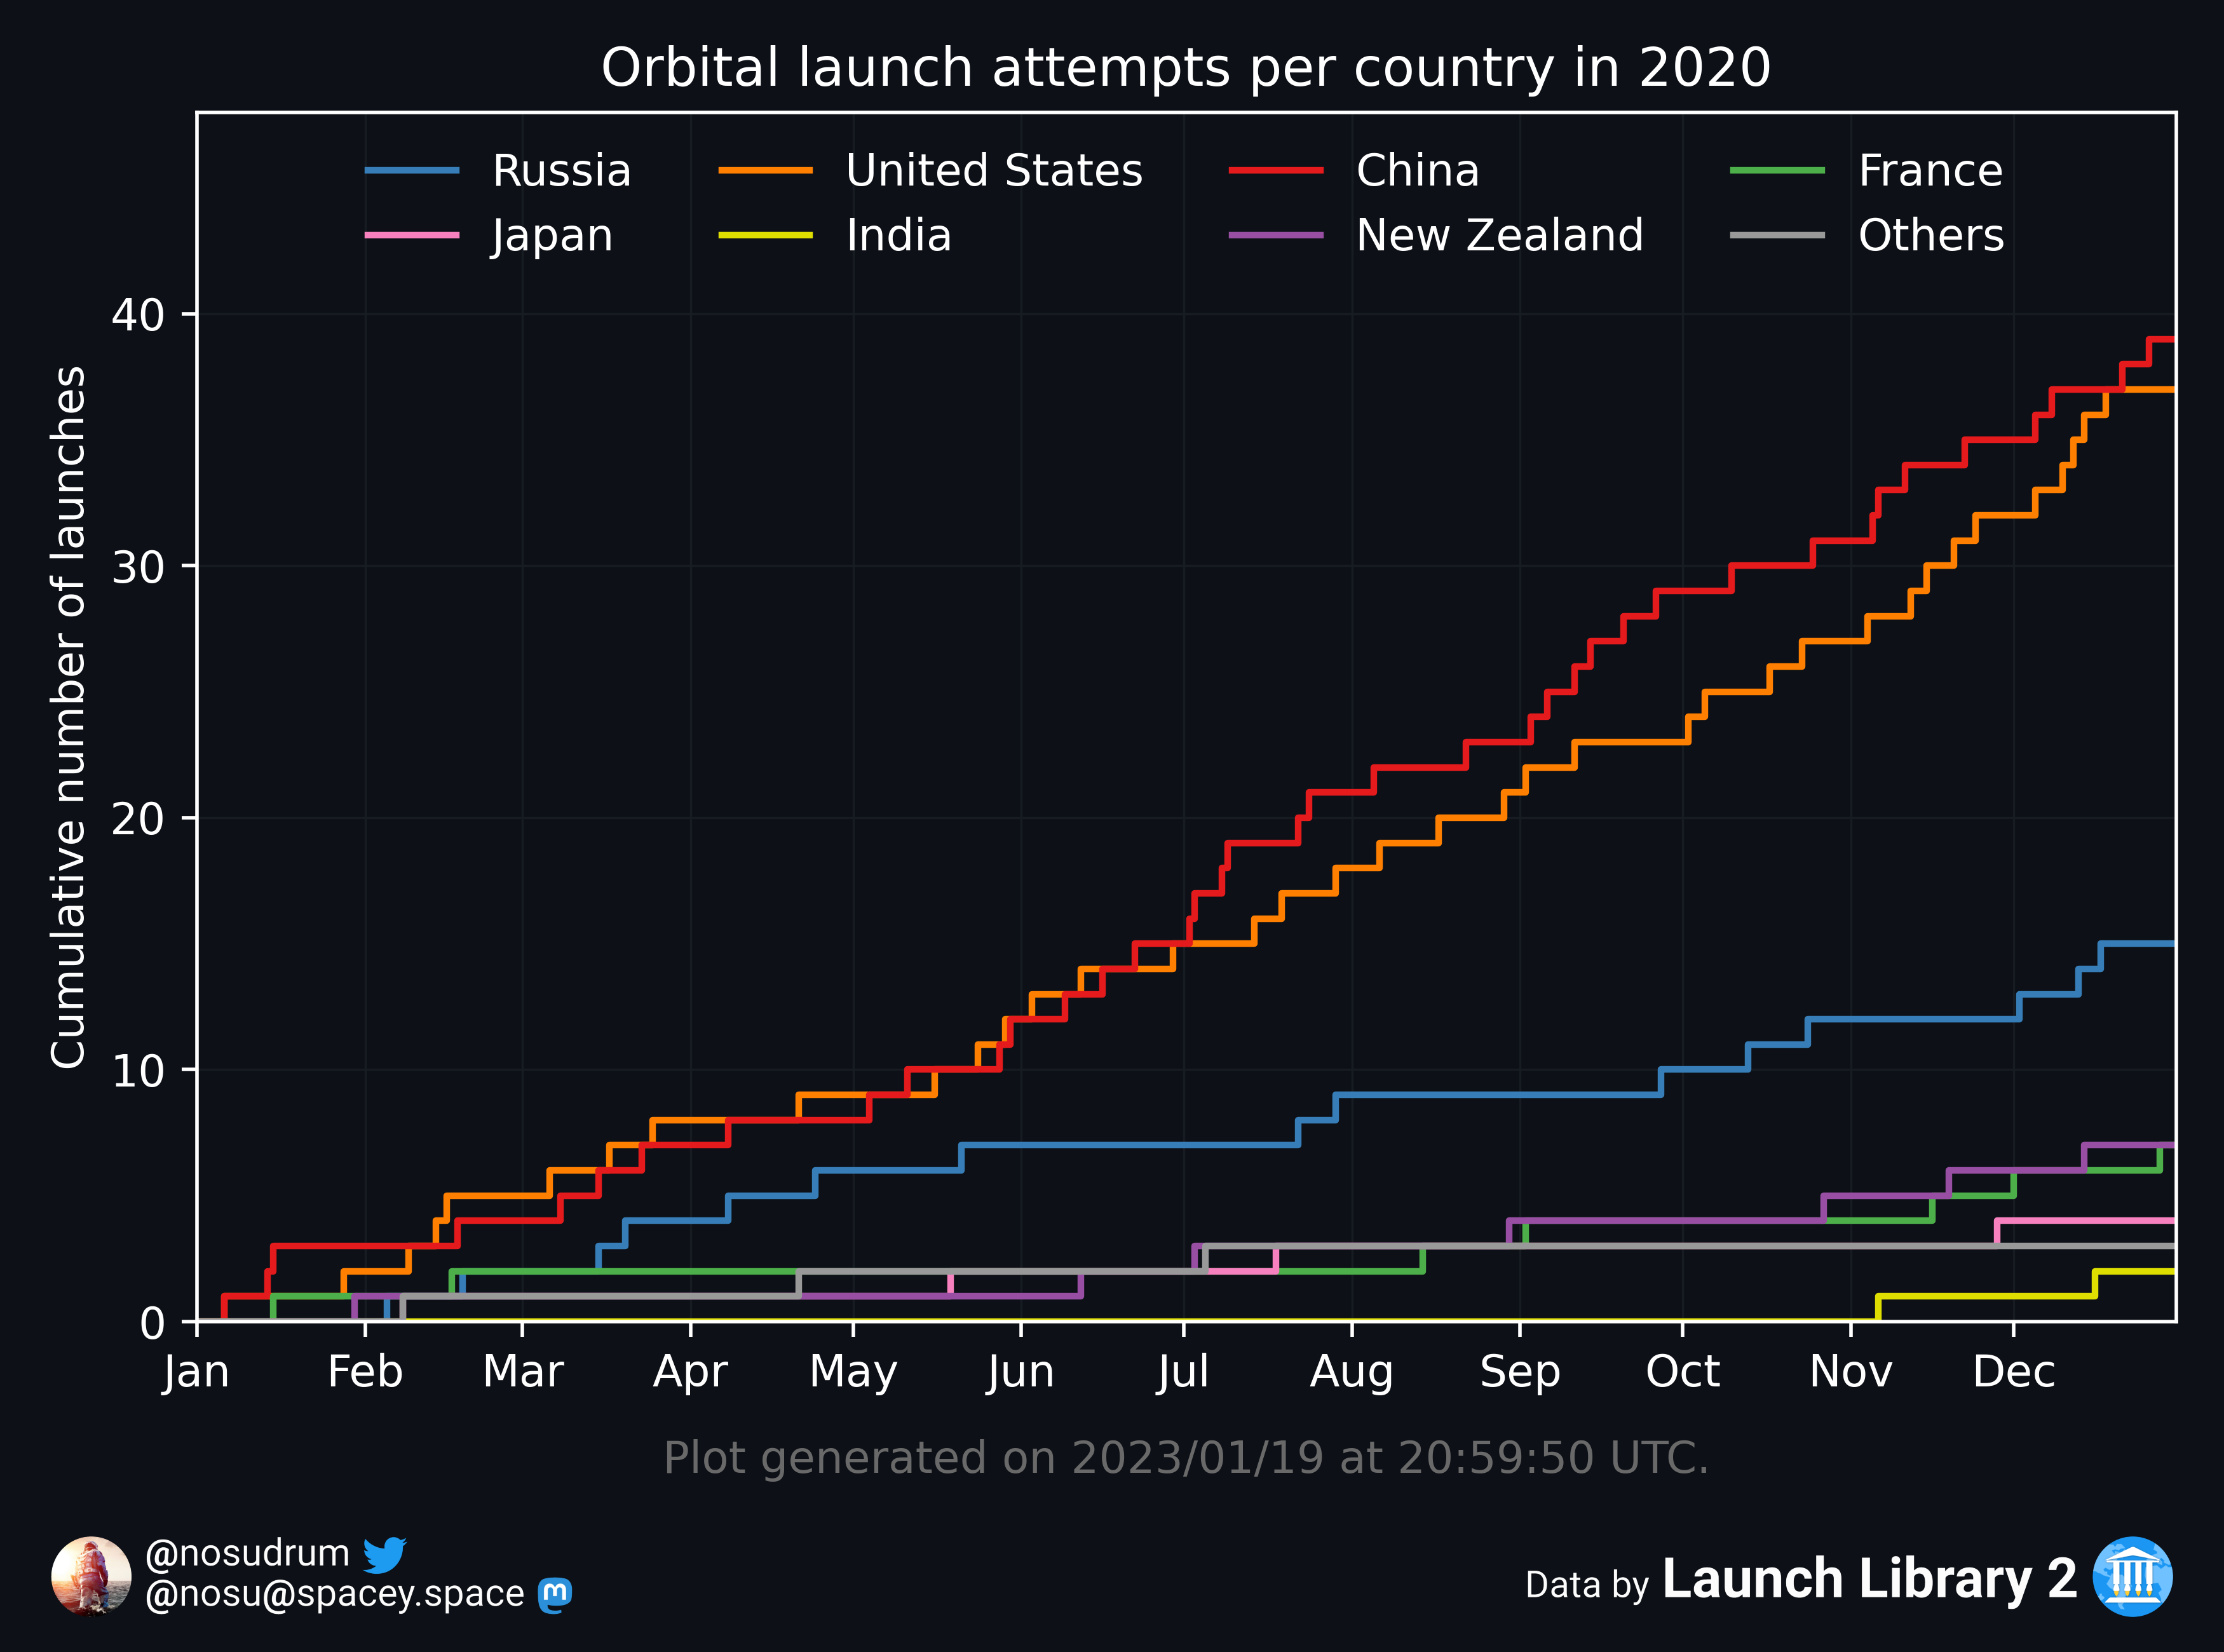 Orbital launch attempts per country in 2020
Russia United States China France
Japan India New Zealand Others
Cumulative number of launches
40
30
20
10
0
Jan Feb Mar Apr May Jun Jul Aug Sep Oct Nov Dec
Plot generated on 2023/01/19 at 20:59:50 UTC.
@nosudrum
@nosu@spacey.space
Data by Launch Library 2